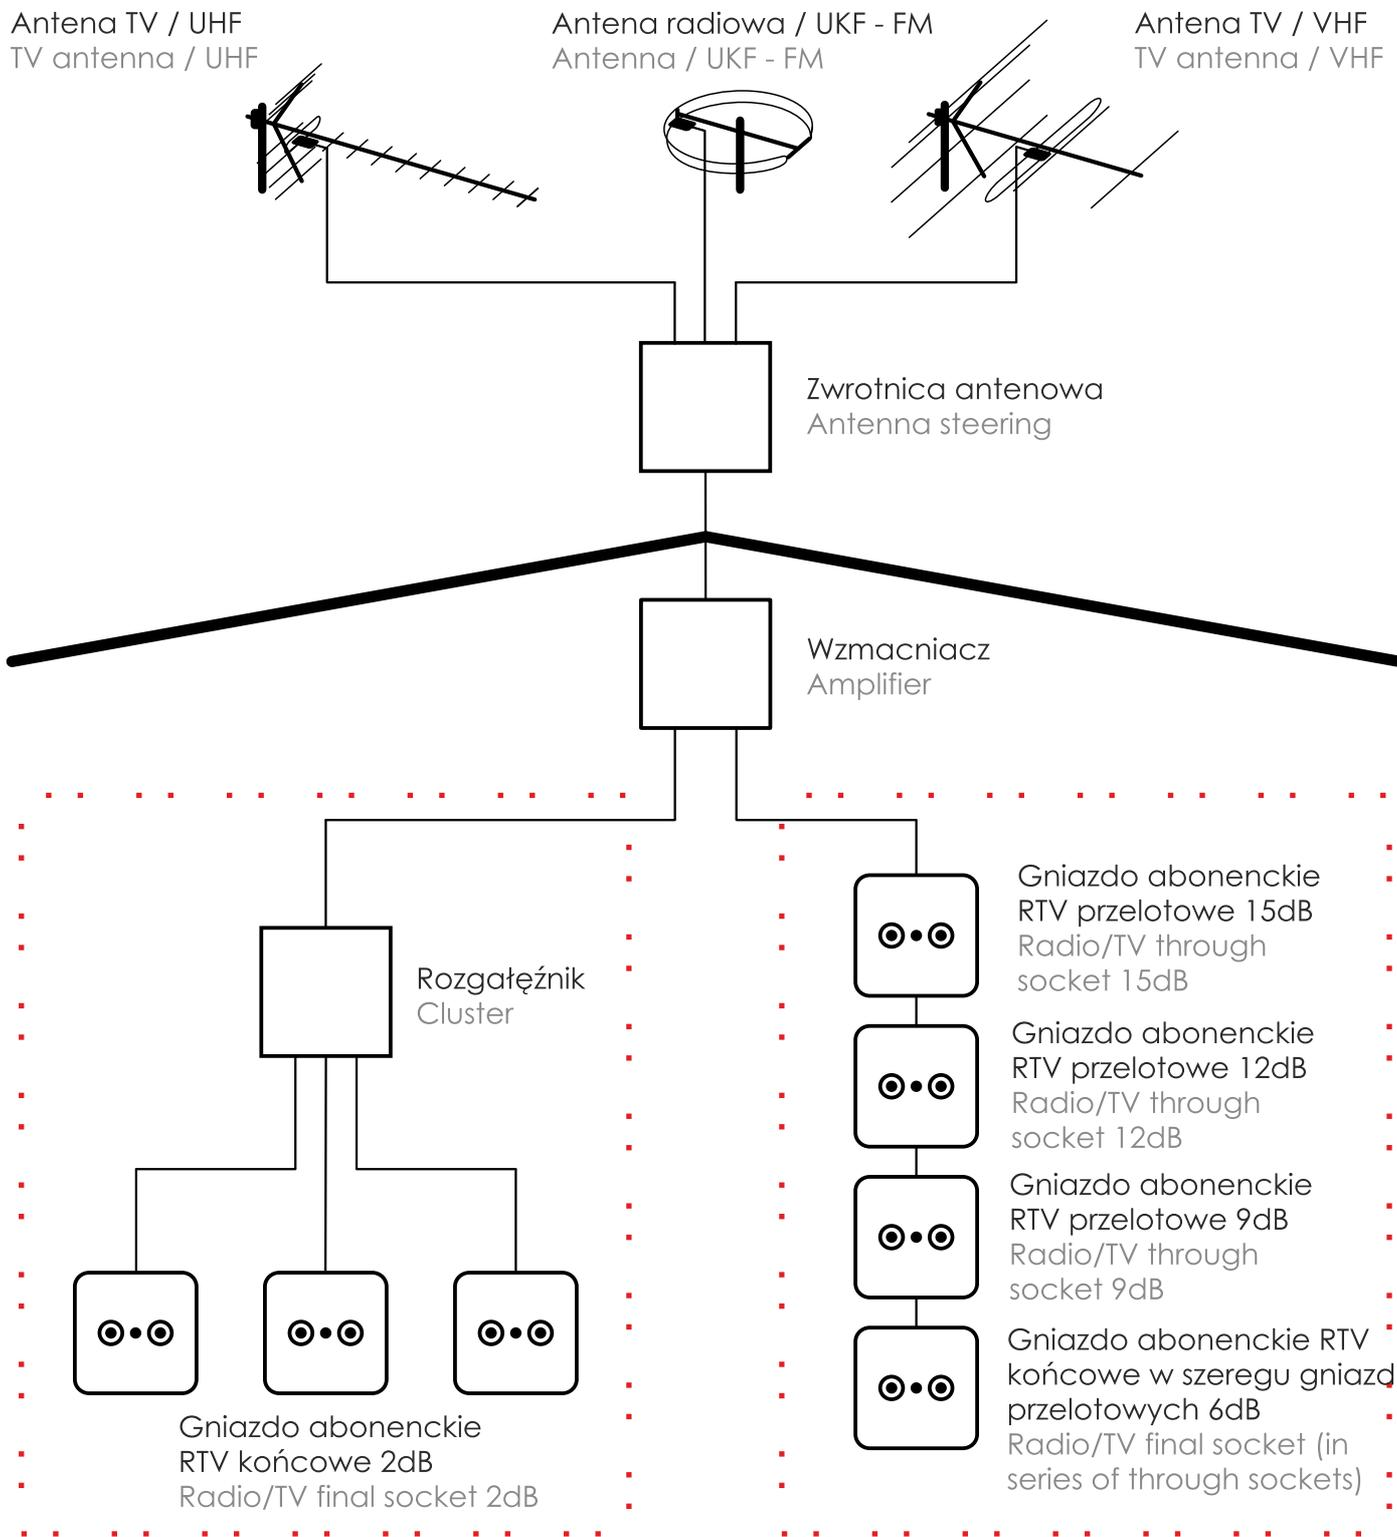 Antena TV / UHF
TV antenna / UHF
Antena radiowa / UKF - FM
Antenna / UKF - FM
Antena TV / VHF
TV antenna / VHF
Zwrotnica antenowa
Antenna steering
Wzmacniacz
Amplifier
Rozgałęźnik
Cluster
Gniazdo abonenckie
RTV końcowe 2dB
Radio/TV final socket 2dB
Gniazdo abonenckie
RTV przelotowe 15dB
Radio/TV through
socket 15dB
Gniazdo abonenckie
RTV przelotowe 12dB
Radio/TV through
socket 12dB
Gniazdo abonenckie
RTV przelotowe 9dB
Radio/TV through
socket 9dB
Gniazdo abonenckie RTV
końcowe w szeregu gniazd
przelotowych 6dB
Radio/TV final socket (in
series of through sockets)